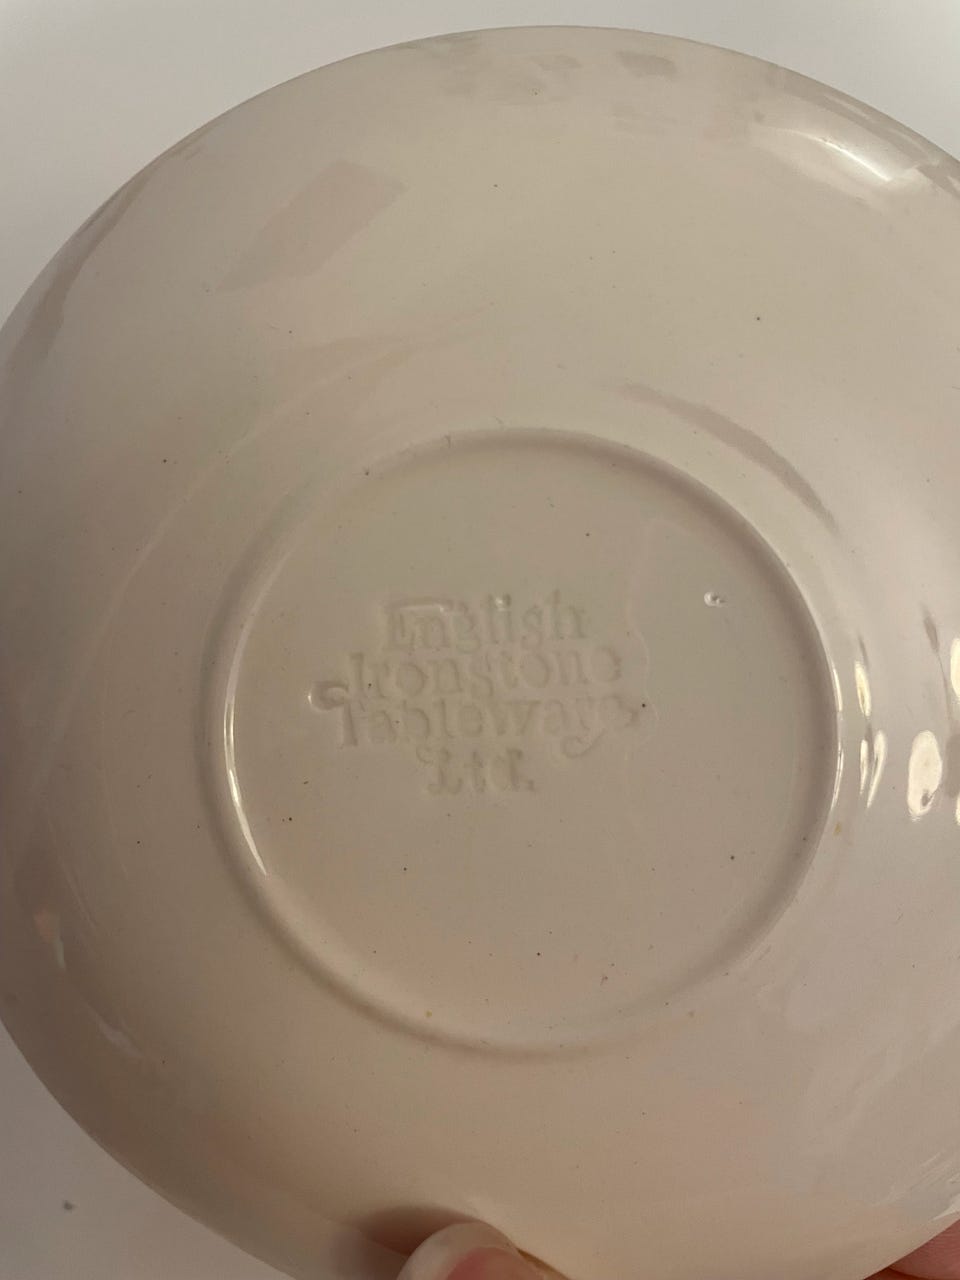 English
Ironstone
Tableware
Ltd.